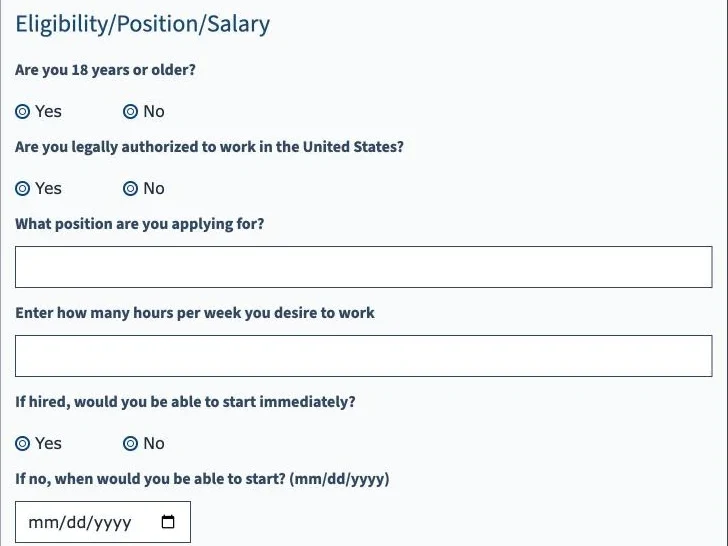 Eligibility/Position/Salary
Are you 18 years or older?
Yes No
Are you legally authorized to work in the United States?
Yes No
What position are you applying for?
Enter how many hours per week you desire to work
If hired, would you be able to start immediately?
Yes No
If no, when would you be able to start? (mm/dd/yyyy)
mm/dd/yyyy